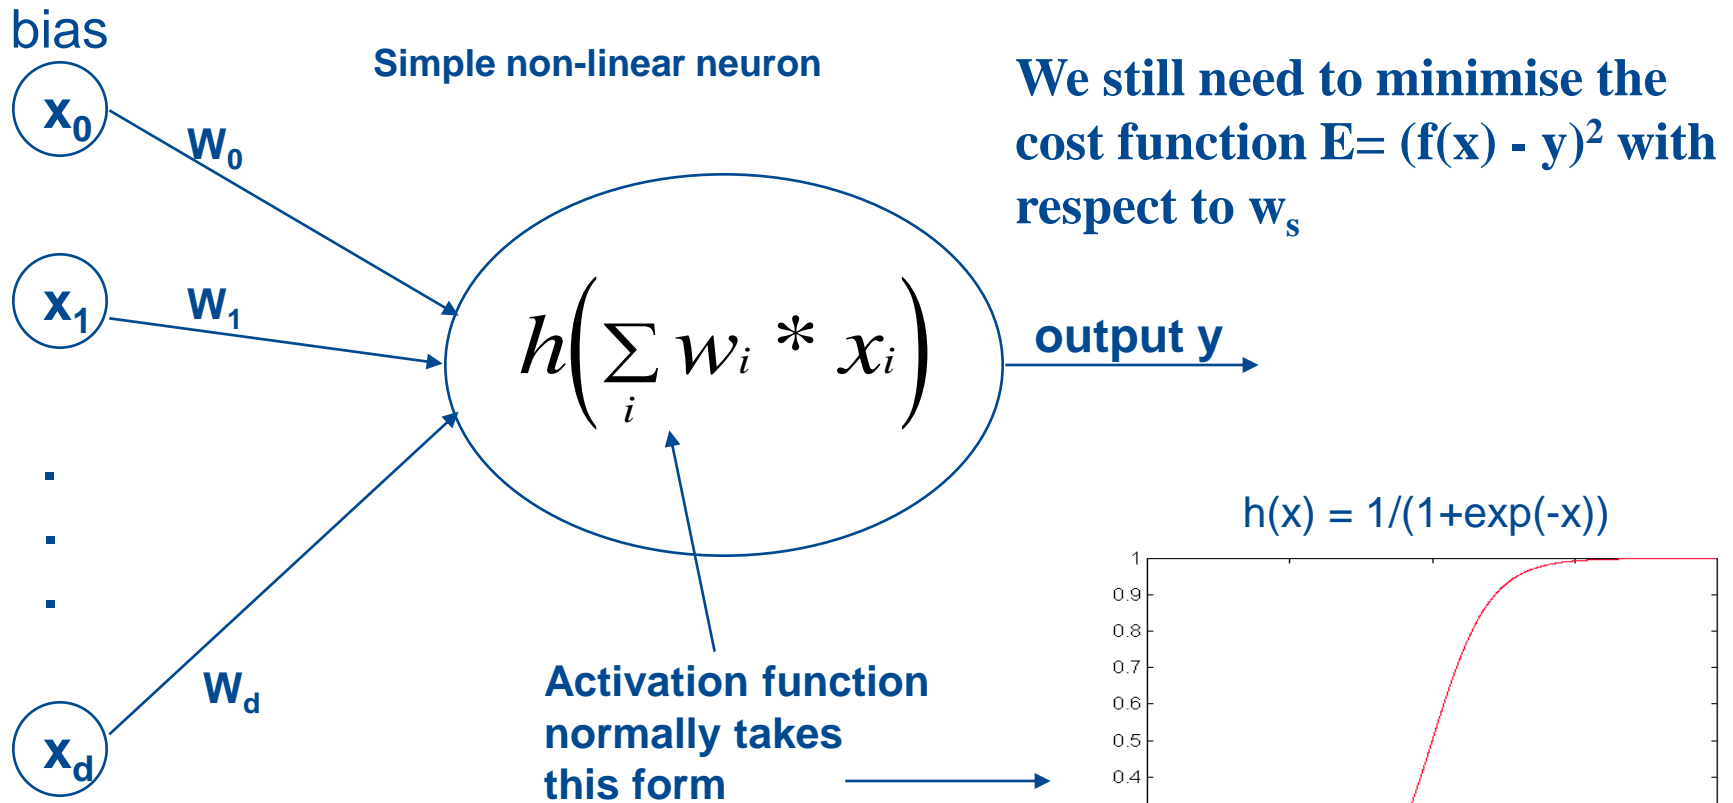 bias
Simple non-linear neuron
We still need to minimise the
cost function E= (f(x) - y)² with
respect to wₛ
x₀
W₀
x₁
W₁
h(∑ᵢ wᵢ * xᵢ)
output y
.
.
.
W_d
x_d
Activation function
normally takes
this form
h(x) = 1/(1+exp(-x))
1
0.9
0.8
0.7
0.6
0.5
0.4